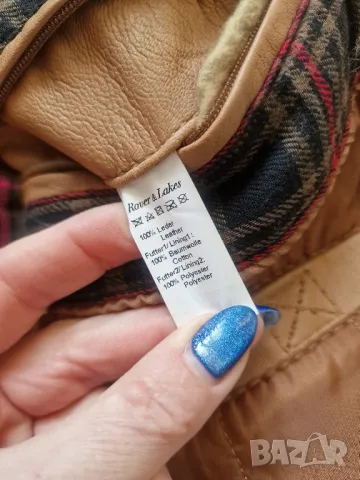 Rover & Lakes
100% Leder
Leather
Futter1/ Lining1:
100% Baumwolle
Cotton
Futter2/ Lining2:
100% Polyester
Polyester
BAZAR